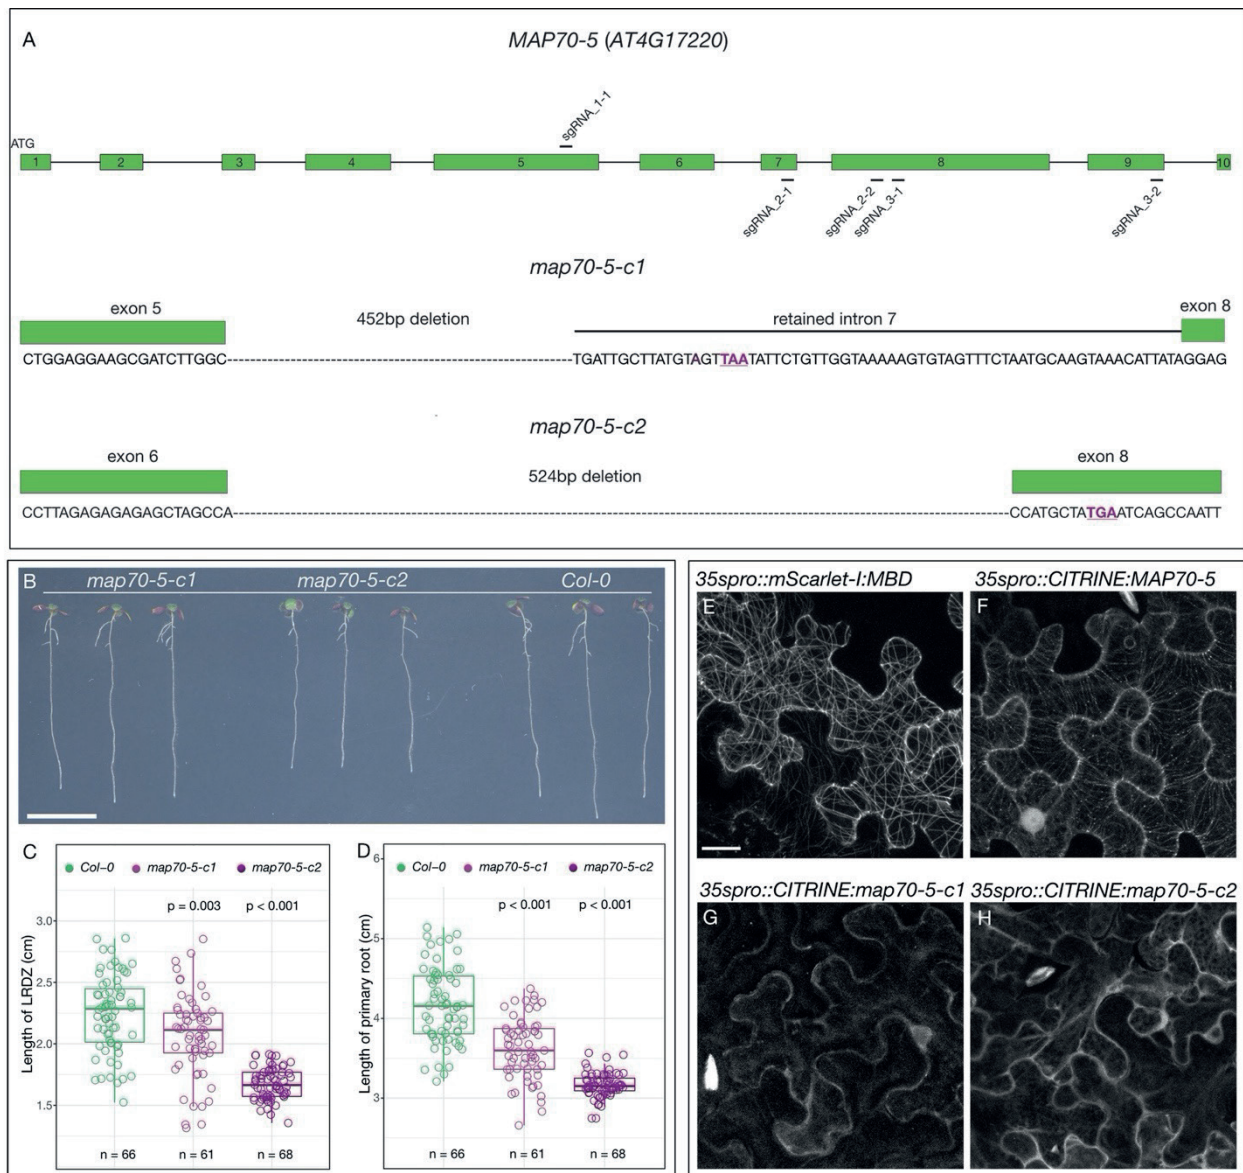 A
MAP70-5 (AT4G17220)
sgRNA_1-1
ATG
1 2 3 4 5 6 7 8 9 10
sgRNA_2-1 sgRNA_2-2 sgRNA_3-1 sgRNA_3-2
map70-5-c1
exon 5 452bp deletion retained intron 7 exon 8
CTGGAGGAAGCGATCTTGGC--------------------TGATTGCTTATGTAGTTAATATTCTGTTGGTAAAAAGTGTAGTTTCTAATGCAAGTAAACATTATAGGAG
map70-5-c2
exon 6 524bp deletion exon 8
CCTTAGAGAGAGAGCTAGCCA--------------------CCATGCTATGAATCAGCCAATT
B map70-5-c1 map70-5-c2 Col-0
C
Col-0 map70-5-c1 map70-5-c2
p = 0.003 p < 0.001
Length of LRDZ (cm)
3.0
2.5
2.0
1.5
n = 66 n = 61 n = 68
D
Col-0 map70-5-c1 map70-5-c2
p < 0.001 p < 0.001
Length of primary root (cm)
6
5
4
3
n = 66 n = 61 n = 68
35spro::mScarlet-I:MBD 35spro::CITRINE:MAP70-5
E F
35spro::CITRINE:map70-5-c1 35spro::CITRINE:map70-5-c2
G H